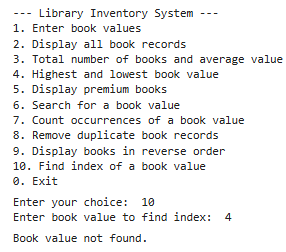 --- Library Inventory System ---
1. Enter book values
2. Display all book records
3. Total number of books and average value
4. Highest and lowest book value
5. Display premium books
6. Search for a book value
7. Count occurrences of a book value
8. Remove duplicate book records
9. Display books in reverse order
10. Find index of a book value
0. Exit
Enter your choice:  10
Enter book value to find index:  4
Book value not found.